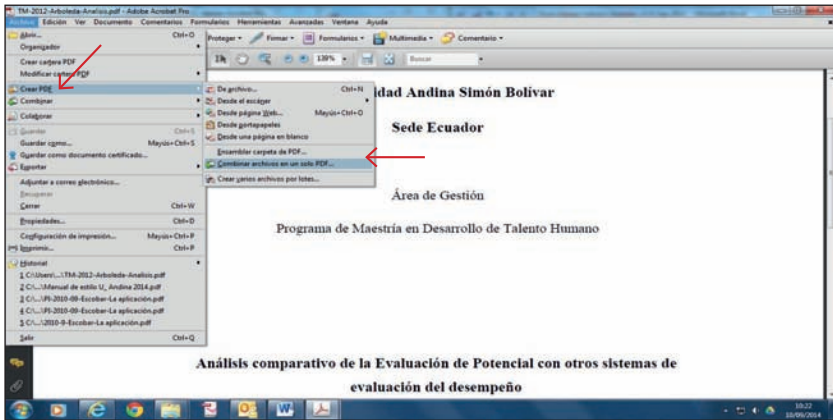 TM-2012-Arboleda-Analisis.pdf - Adobe Acrobat Pro
Archivo Edición Ver Documento Comentarios Formularios Herramientas Avanzadas Ventana Ayuda
Abrir... Ctrl+O
Organizador
Crear cartera PDF
Modificar cartera PDF
Crear PDF
Combinar
Colaborar
Guardar Ctrl+S
Guardar como... Mayús+Ctrl+S
Guardar como documento certificado...
Exportar
Adjuntar a correo electrónico...
Recuperar
Cerrar Ctrl+W
Propiedades... Ctrl+D
Configuración de impresión... Mayús+Ctrl+P
Imprimir... Ctrl+P
Historial
1 C:\Users\...\TM-2012-Arboleda-Analisis.pdf
2 C:\...\Manual de estilo U_ Andina 2014.pdf
3 C:\...\PI-2010-09-Escobar-La aplicación.pdf
4 C:\...\PI-2010-09-Escobar-La aplicación.pdf
5 C:\...\2010-9-Escobar-La aplicación.pdf
Salir Ctrl+Q
De archivo... Ctrl+N
Desde el escáner
Desde página Web... Mayús+Ctrl+O
Desde portapapeles
Desde una página en blanco
Ensamblar carpeta de PDF...
Combinar archivos en un solo PDF...
Crear varios archivos por lotes...
Proteger Firmar Formularios Multimedia Comentario
139% Buscar
idad Andina Simón Bolívar
Sede Ecuador
Área de Gestión
Programa de Maestría en Desarrollo de Talento Humano
Análisis comparativo de la Evaluación de Potencial con otros sistemas de
evaluación del desempeño
10:22
10/09/2014